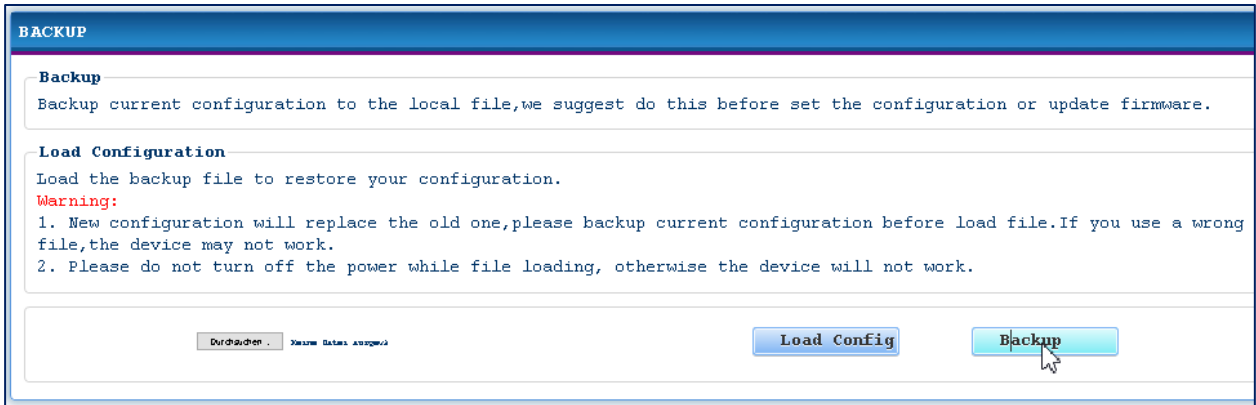 BACKUP
Backup
Backup current configuration to the local file,we suggest do this before set the configuration or update firmware.
Load Configuration
Load the backup file to restore your configuration.
Warning:
1. New configuration will replace the old one,please backup current configuration before load file.If you use a wrong
file,the device may not work.
2. Please do not turn off the power while file loading, otherwise the device will not work.
Durchsuchen . Load Config Backup